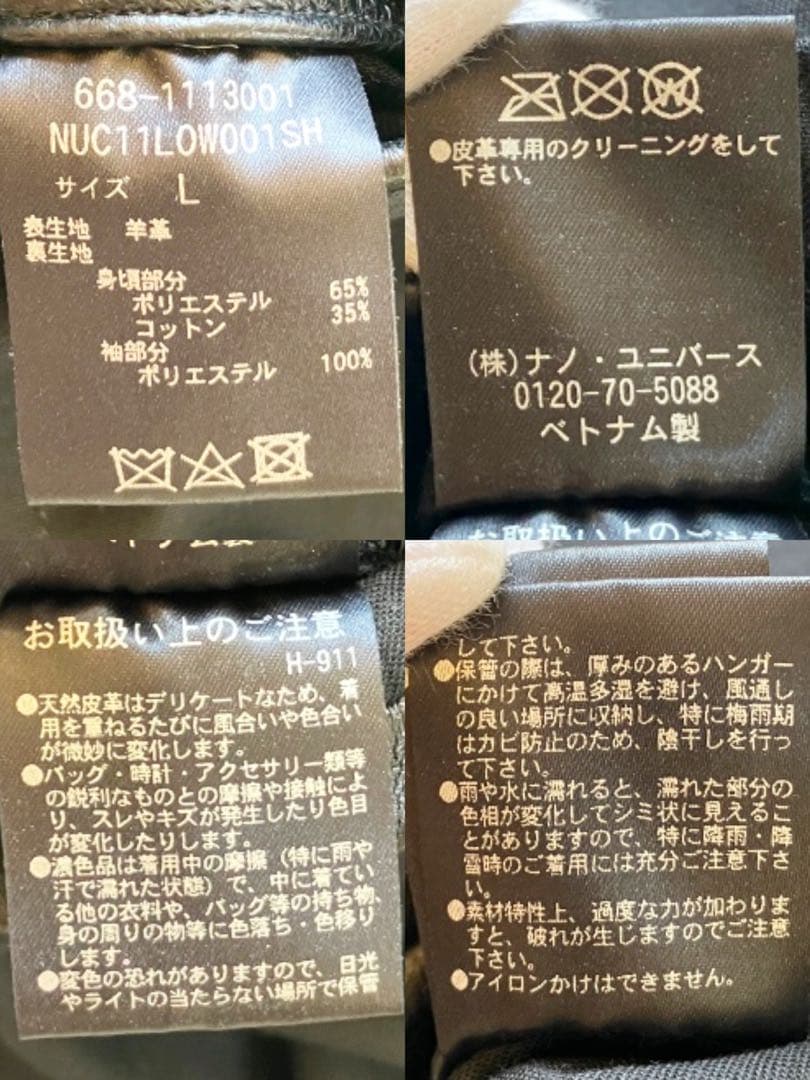 668-1113001
NUC11LOW001SH
サイズ L
表生地 羊革
裏生地
身頃部分
ポリエステル 65%
コットン 35%
袖部分
ポリエステル 100%
W
●皮革専用のクリーニングをして
下さい。
(株)ナノ・ユニバース
0120-70-5088
ベトナム製
お取扱い上のご注意
お取扱い上のご注意
H-911
●天然皮革はデリケートなため、着
用を重ねるたびに風合いや色合い
が微妙に変化します。
●バッグ・時計・アクセサリー類等
の鋭利なものとの摩擦や接触によ
り、スレやキズが発生したり色目
が変化したりします。
●濃色品は着用中の摩擦(特に雨や
汗で濡れた状態)で、中に着てい
る他の衣料や、バッグ等の持ち物、
身の周りの物等に色落ち・色移り
します。
●変色の恐れがありますので、日光
やライトの当たらない場所で保管
して下さい。
●保管の際は、厚みのあるハンガー
にかけて高温多湿を避け、風通し
の良い場所に収納し、特に梅雨期
はカビ防止のため、陰干しを行っ
て下さい。
●雨や水に濡れると、濡れた部分の
色相が変化してシミ状に見えるこ
とがありますので、特に降雨・降
雪時のご着用には充分ご注意下さ
い。
●素材特性上、過度な力が加わりま
すと、破れが生じますのでご注意
下さい。
●アイロンかけはできません。